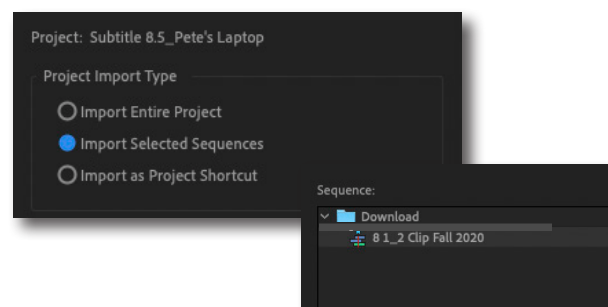 Project: Subtitle 8.5_Pete's Laptop
Project Import Type
Import Entire Project
Import Selected Sequences
Import as Project Shortcut
Sequence:
Download
8 1_2 Clip Fall 2020